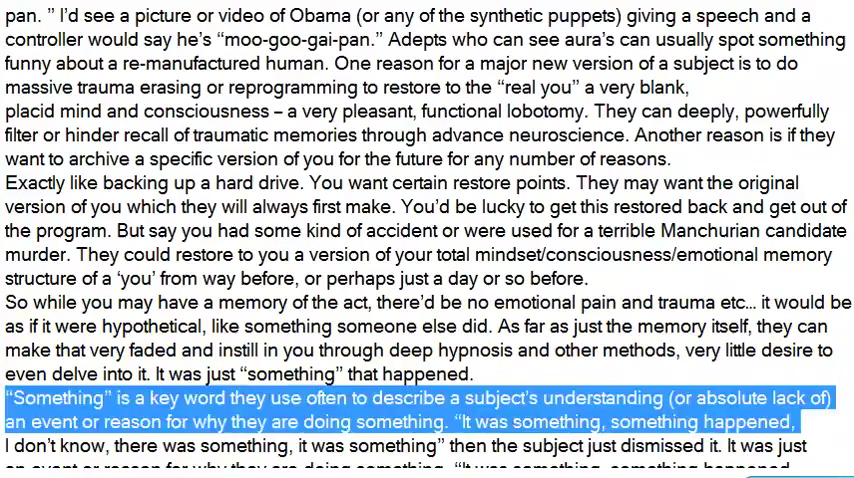 pan. ” I’d see a picture or video of Obama (or any of the synthetic puppets) giving a speech and a
controller would say he’s “moo-goo-gai-pan.” Adepts who can see aura’s can usually spot something
funny about a re-manufactured human. One reason for a major new version of a subject is to do
massive trauma erasing or reprogramming to restore to the “real you” a very blank,
placid mind and consciousness – a very pleasant, functional lobotomy. They can deeply, powerfully
filter or hinder recall of traumatic memories through advance neuroscience. Another reason is if they
want to archive a specific version of you for the future for any number of reasons.
Exactly like backing up a hard drive. You want certain restore points. They may want the original
version of you which they will always first make. You’d be lucky to get this restored back and get out of
the program. But say you had some kind of accident or were used for a terrible Manchurian candidate
murder. They could restore to you a version of your total mindset/consciousness/emotional memory
structure of a ‘you’ from way before, or perhaps just a day or so before.
So while you may have a memory of the act, there’d be no emotional pain and trauma etc… it would be
as if it were hypothetical, like something someone else did. As far as just the memory itself, they can
make that very faded and instill in you through deep hypnosis and other methods, very little desire to
even delve into it. It was just “something” that happened.
“Something” is a key word they use often to describe a subject’s understanding (or absolute lack of)
an event or reason for why they are doing something. “It was something, something happened,
I don’t know, there was something, it was something” then the subject just dismissed it. It was just
an event or reason for why they are doing something. “It was something, something happened,